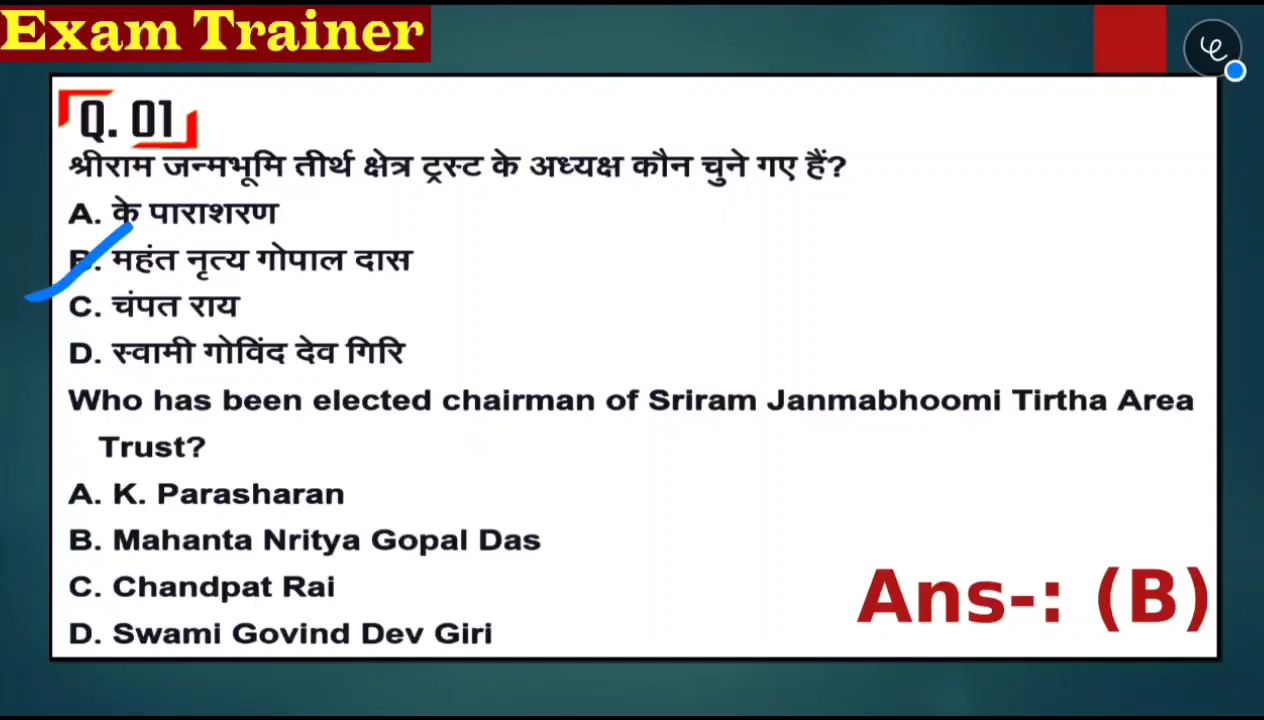 Exam Trainer
Q. 01
श्रीराम जन्मभूमि तीर्थ क्षेत्र ट्रस्ट के अध्यक्ष कौन चुने गए हैं?
A. के पाराशरण
B. महंत नृत्य गोपाल दास
C. चंपत राय
D. स्वामी गोविंद देव गिरि
Who has been elected chairman of Sriram Janmabhoomi Tirtha Area
Trust?
A. K. Parasharan
B. Mahanta Nritya Gopal Das
C. Chandpat Rai
D. Swami Govind Dev Giri
Ans-: (B)